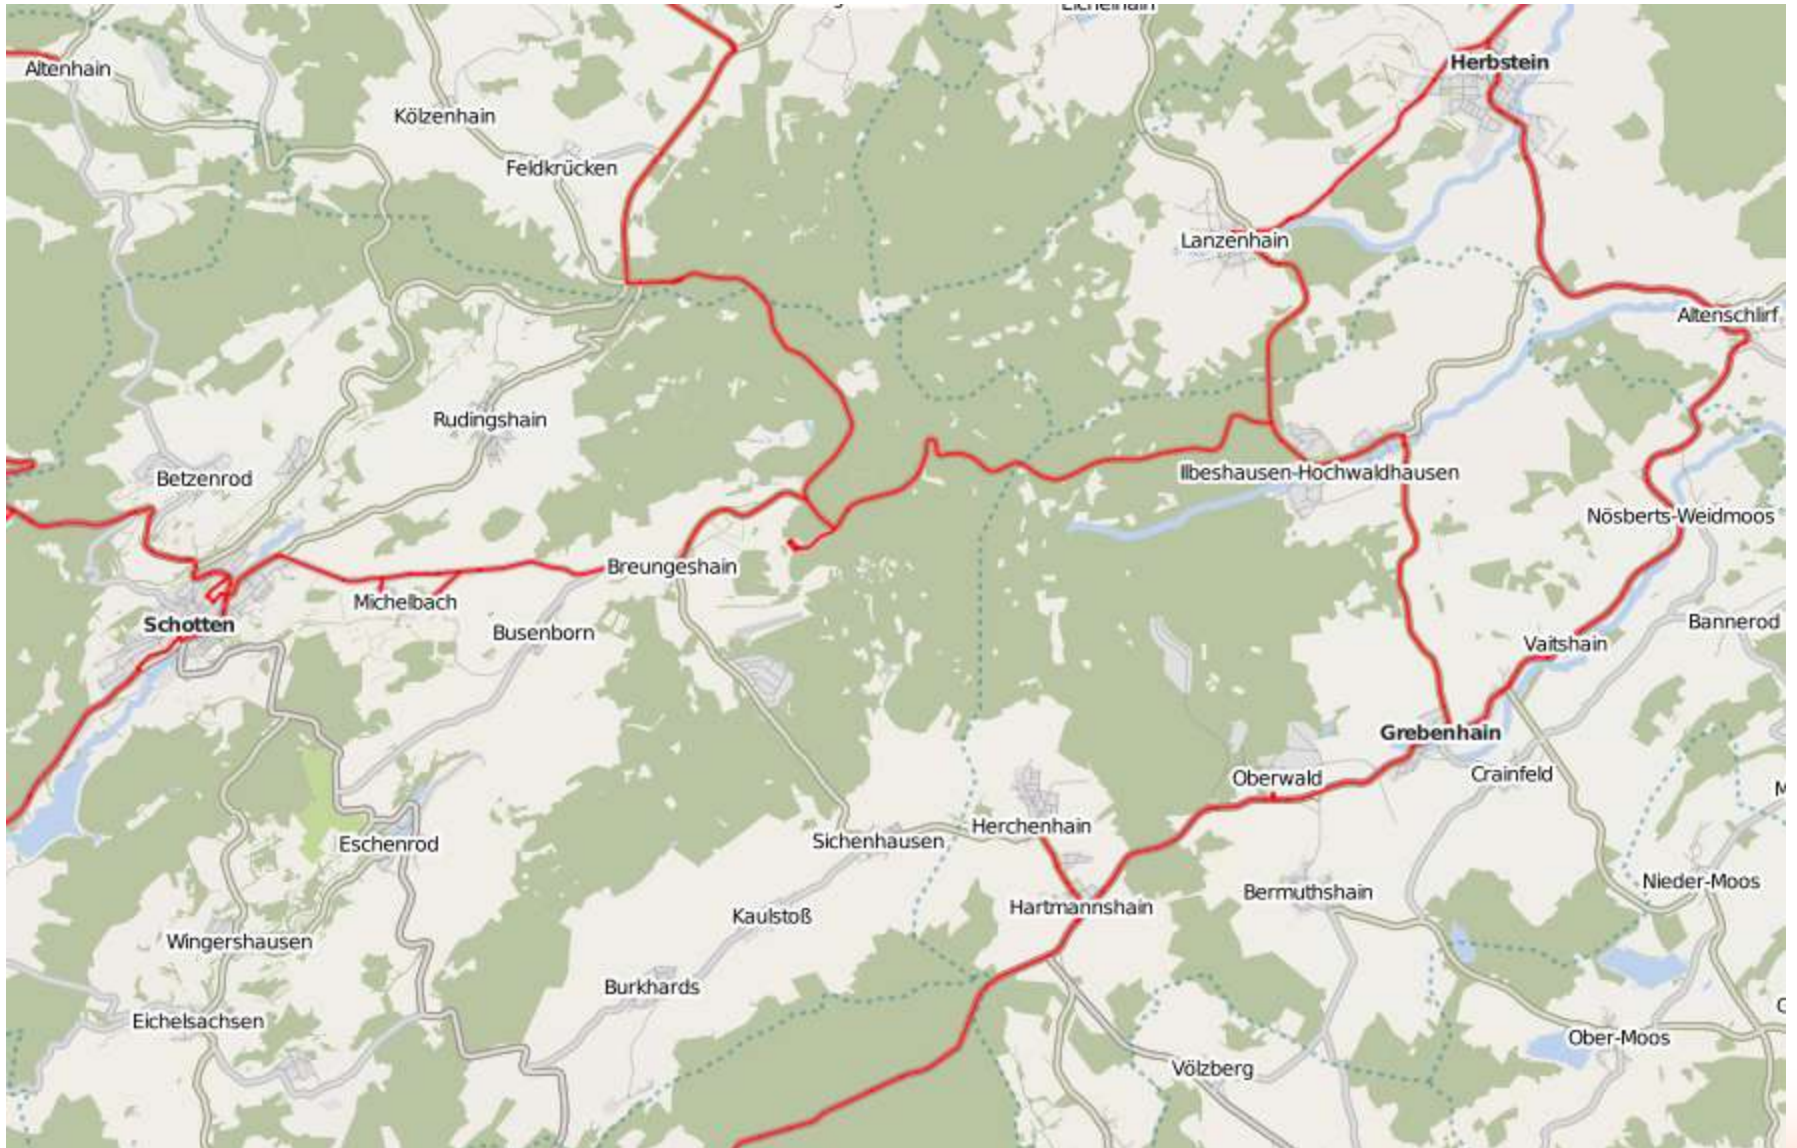 Eichelhain
Herbstein
Altenhain
Kölzenhain
Feldkrücken
Lanzenhain
Altenschlirf
Rudingshain
Betzenrod
Ilbeshausen-Hochwaldhausen
Nösberts-Weidmoos
Breungeshain
Michelbach
Schotten
Busenborn
Bannerod
Vaitshain
Grebenhain
Oberwald
Crainfeld
Herchenhain
Sichenhausen
Eschenrod
Nieder-Moos
Bermuthshain
Hartmannshain
Kaulstoß
Wingershausen
Burkhards
Eichelsachsen
Ober-Moos
Völzberg